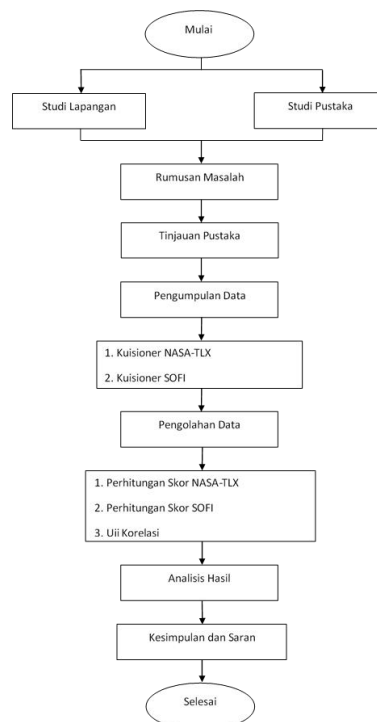 Mulai
Studi Lapangan
Studi Pustaka
Rumusan Masalah
Tinjauan Pustaka
Pengumpulan Data
1. Kuisioner NASA-TLX
2. Kuisioner SOFI
Pengolahan Data
1. Perhitungan Skor NASA-TLX
2. Perhitungan Skor SOFI
3. Uii Korelasi
Analisis Hasil
Kesimpulan dan Saran
Selesai